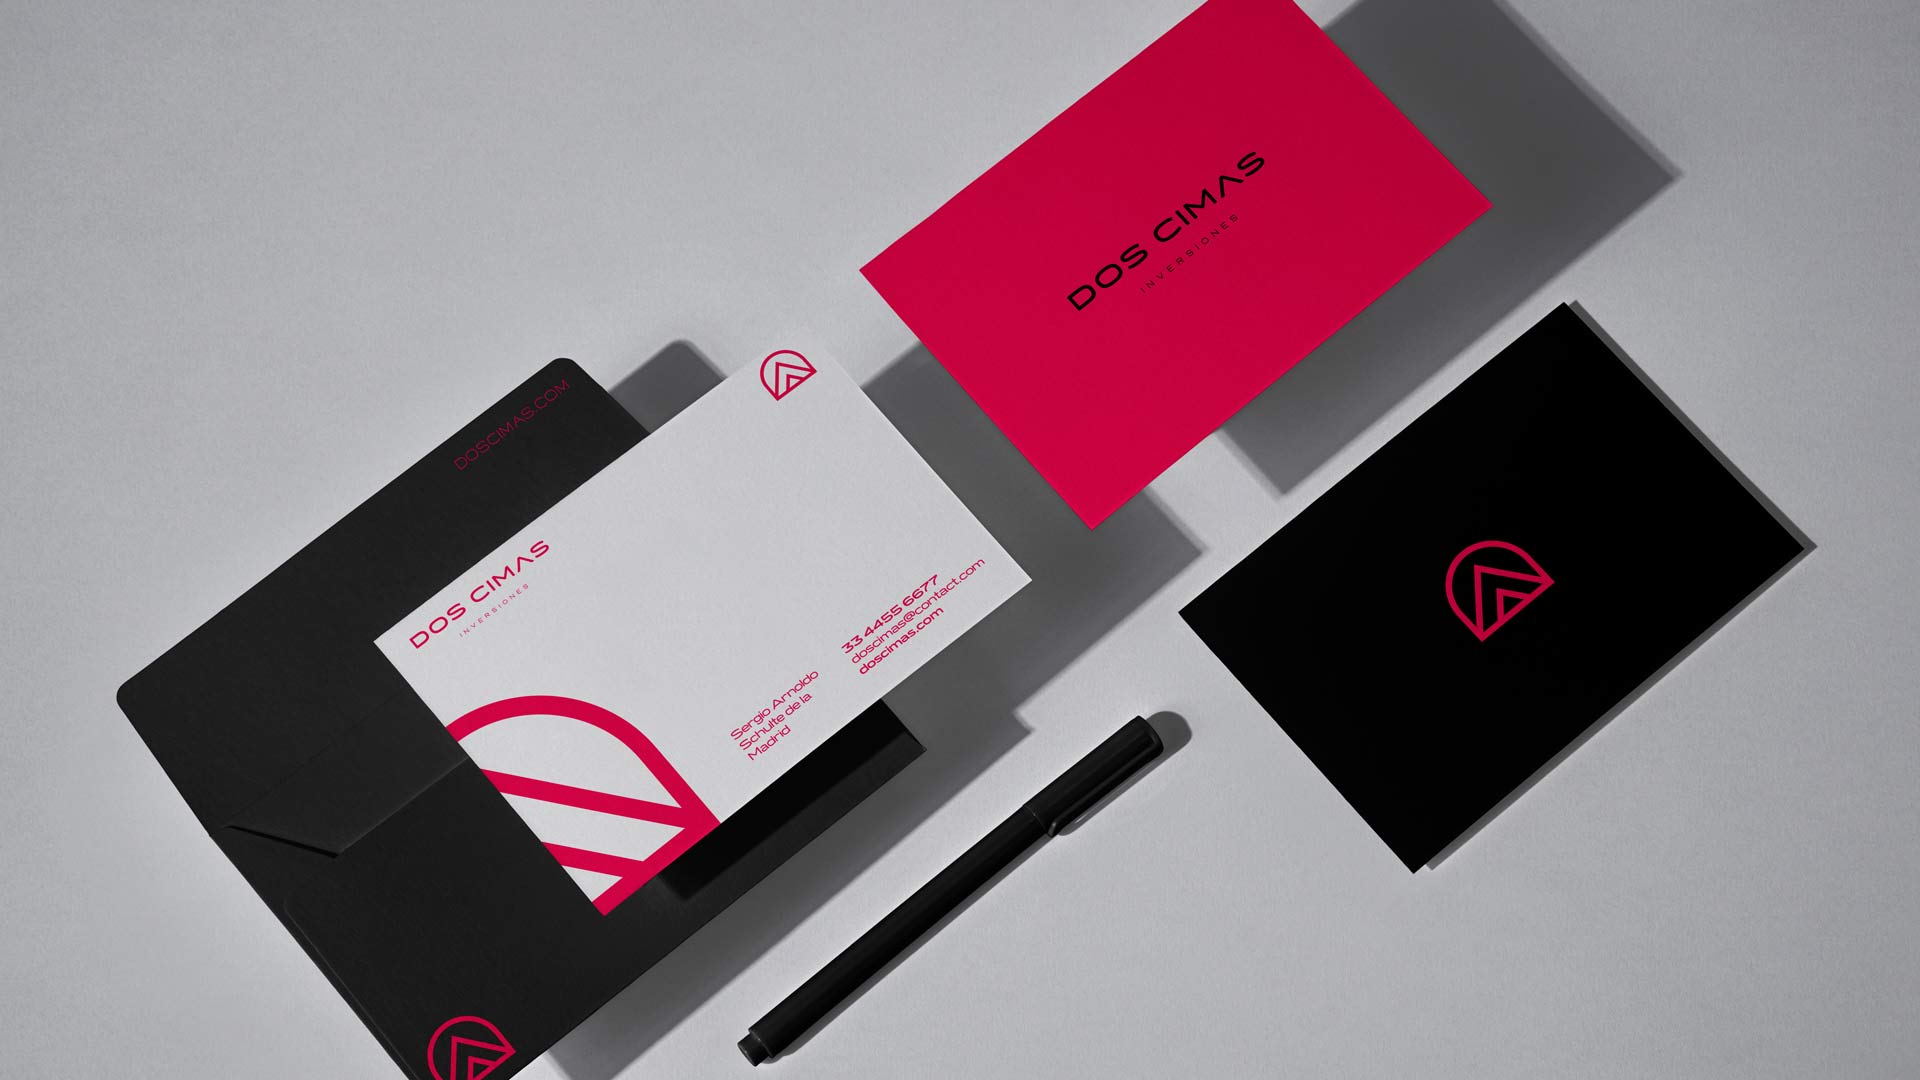 DOS CIMAS
INVERSIONES
DOSCIMAS.COM
DOS CIMAS
INVERSIONES
Sergio Arnoldo
Schulte de la
Madrid
33 4455 6677
doscimas@contact.com
doscimas.com